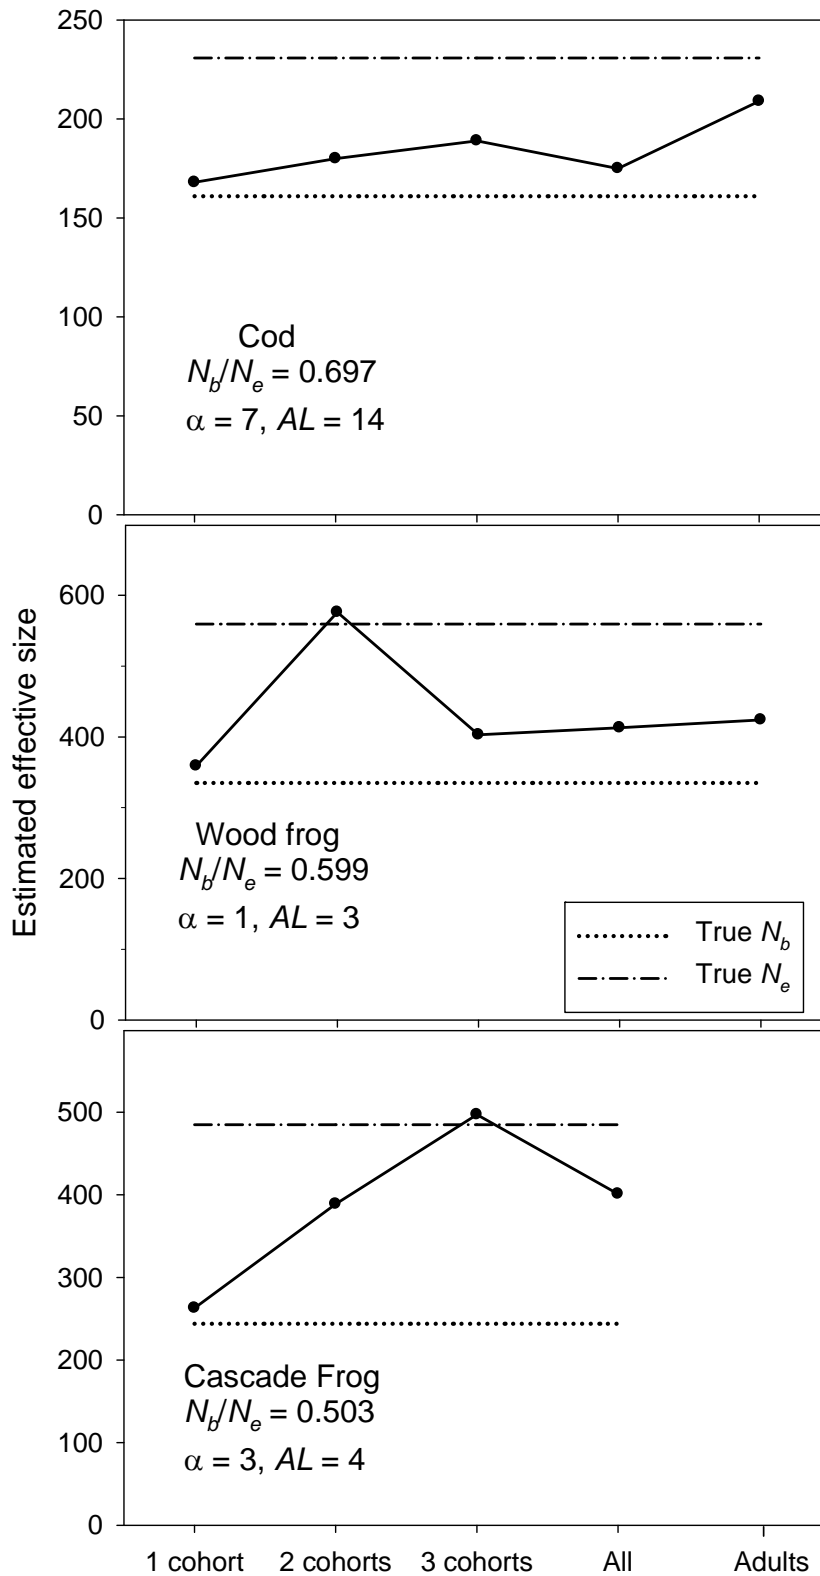 Estimated effective size
250
200
150
100
50
0
Cod
N_b/N_e = 0.697
α = 7, AL = 14
600
400
200
0
Wood frog
N_b/N_e = 0.599
α = 1, AL = 3
True N_b
True N_e
500
400
300
200
100
0
Cascade Frog
N_b/N_e = 0.503
α = 3, AL = 4
1 cohort 2 cohorts 3 cohorts All Adults